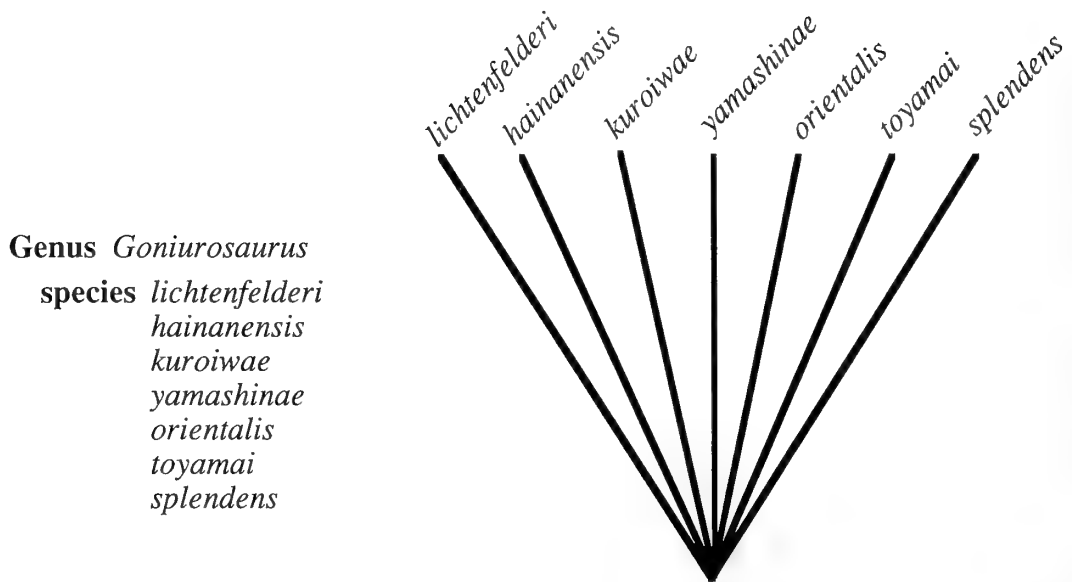 lichtenfelderi
hainanensis
kuroiwae
yamashinae
orientalis
toyamai
splendens
Genus Goniurosaurus
species lichtenfelderi
hainanensis
kuroiwae
yamashinae
orientalis
toyamai
splendens